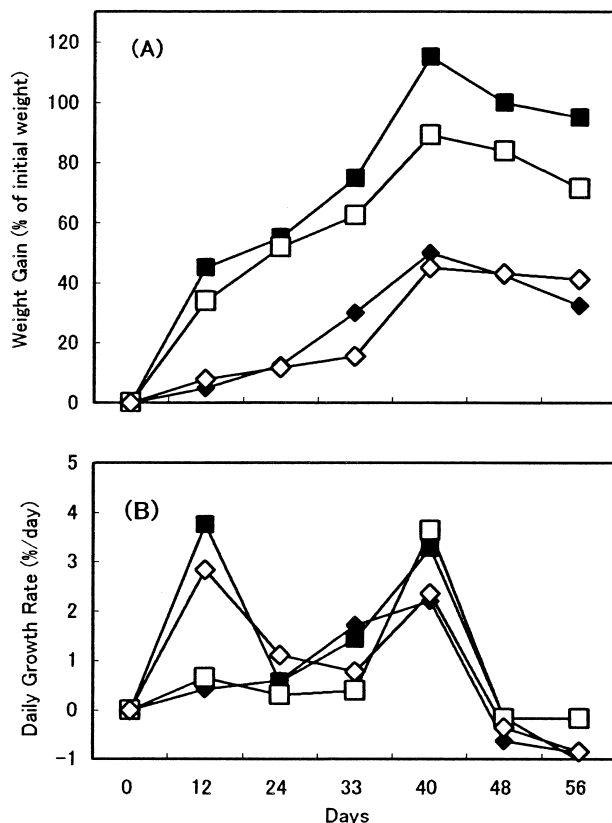 (A)
120
100
80
60
40
20
0
Weight Gain (% of initial weight)
(B)
5
4
3
2
1
0
-1
Daily Growth Rate (%/day)
0 12 24 33 40 48 56
Days